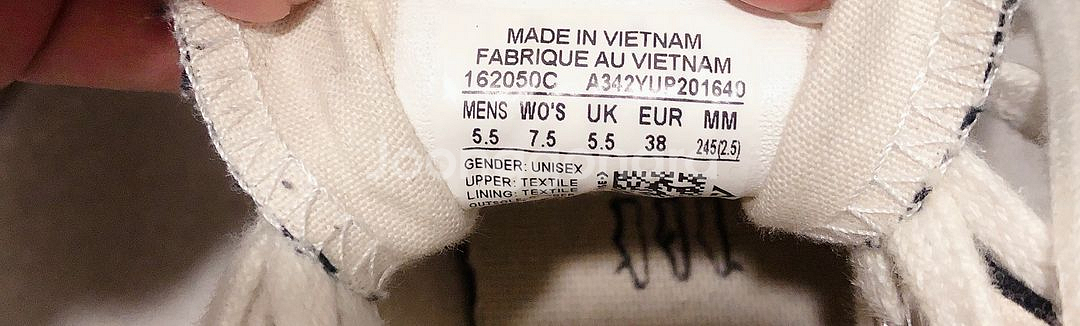 MADE IN VIETNAM
FABRIQUE AU VIETNAM
162050C A342YUP201640
MENS WO'S UK EUR MM
5.5 7.5 5.5 38 245(2.5)
GENDER: UNISEX
UPPER: TEXTILE
LINING: TEXTILE